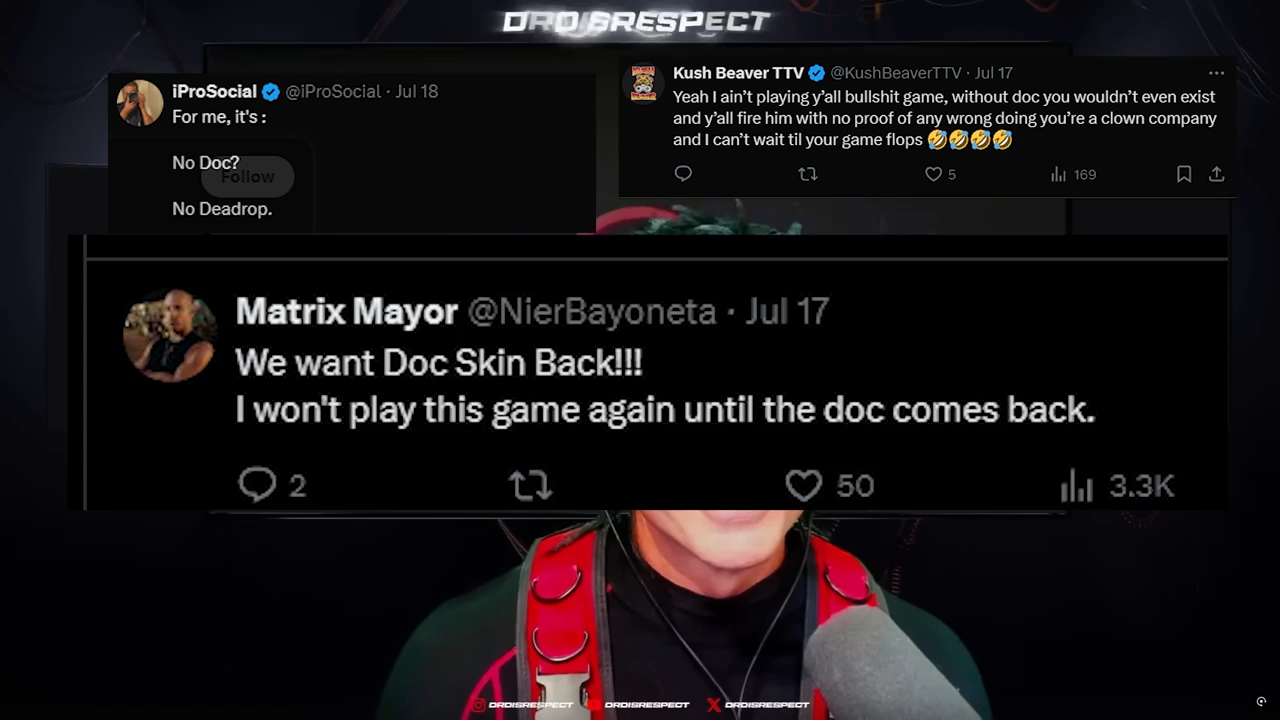 DRDISRESPECT
iProSocial @iProSocial · Jul 18
For me, it's :
No Doc?
Follow
No Deadrop.
Kush Beaver TTV @KushBeaverTTV · Jul 17
Yeah I ain't playing y'all bullshit game, without doc you wouldn't even exist
and y'all fire him with no proof of any wrong doing you're a clown company
and I can't wait til your game flops 🤣🤣🤣🤣
5 169
Matrix Mayor @NierBayoneta · Jul 17
We want Doc Skin Back!!!
I won't play this game again until the doc comes back.
2 50 3.3K
DRDISRESPECT DRDISRESPECT DRDISRESPECT